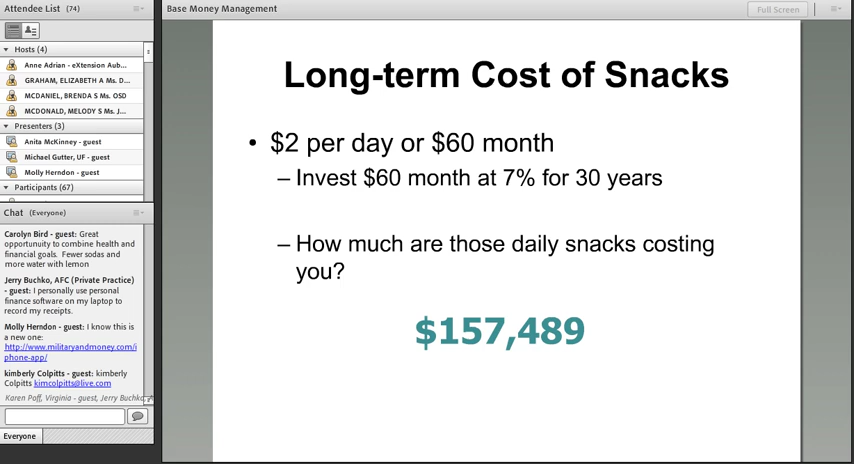 Attendee List (74)
Hosts (4)
Anne Adrian - eXtension Aub...
GRAHAM, ELIZABETH A Ms. D...
MCDANIEL, BRENDA S Ms. OSD
MCDONALD, MELODY S Ms. J...
Presenters (3)
Anita McKinney - guest
Michael Gutter, UF - guest
Molly Herndon - guest
Participants (67)
Chat (Everyone)
Carolyn Bird - guest: Great
opportunity to combine health and
financial goals. Fewer sodas and
more water with lemon
Jerry Buchko, AFC (Private Practice)
- guest: I personally use personal
finance software on my laptop to
record my receipts.
Molly Herndon - guest: I know this is
a new one:
http://www.militaryandmoney.com/i
phone-app/
kimberly Colpitts - guest: kimberly
Colpitts kimcolpitts@live.com
Karen Poff, Virginia - guest, Jerry Buchko, A
Everyone
Base Money Management
Full Screen
Long-term Cost of Snacks
• $2 per day or $60 month
– Invest $60 month at 7% for 30 years
– How much are those daily snacks costing
you?
$157,489